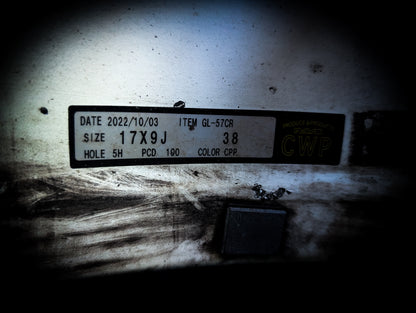 DATE 2022/10/03 ITEM GL-57CR
SIZE 17X9J 38
HOLE 5H PCD 100 COLOR CPP.
CWP